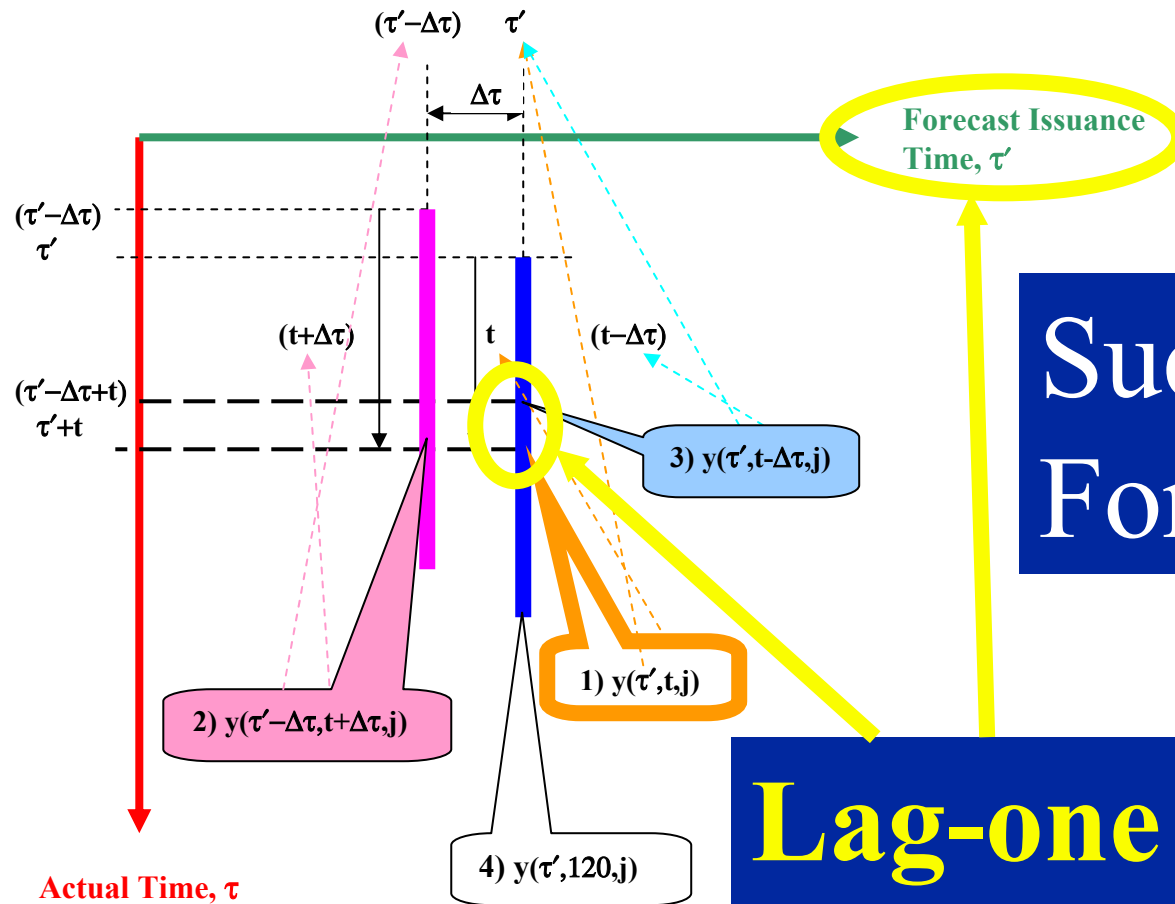 (τ′−Δτ) τ′
Δτ
Forecast Issuance
Time, τ′
(τ′−Δτ)
τ′
(t+Δτ) t (t−Δτ)
(τ′−Δτ+t)
τ′+t
3) y(τ′,t-Δτ,j)
1) y(τ′,t,j)
2) y(τ′−Δτ,t+Δτ,j)
4) y(τ′,120,j)
Lag-one
Actual Time, τ